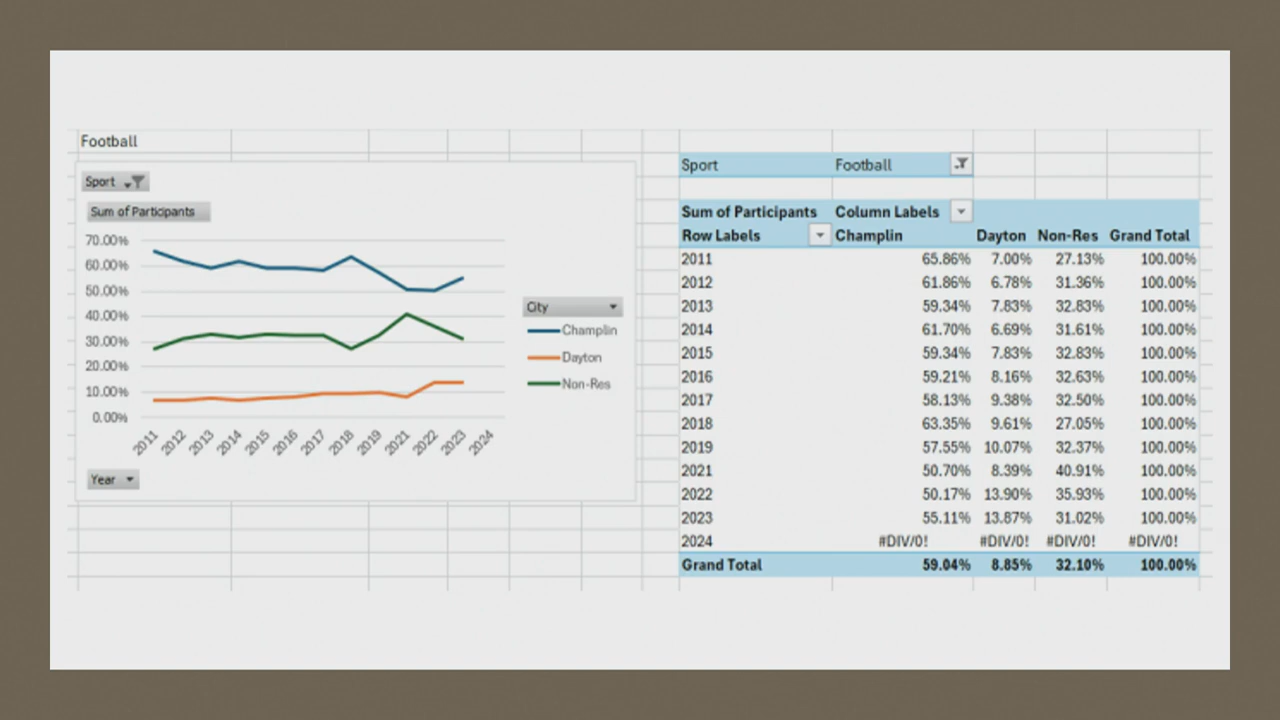 Football
Sport
Sum of Participants
70.00%
60.00%
50.00%
40.00%
30.00%
20.00%
10.00%
0.00%
2011 2012 2013 2014 2015 2016 2017 2018 2019 2021 2022 2023 2024
Year
City
Champlin
Dayton
Non-Res
Sport Football
Sum of Participants Column Labels
Row Labels Champlin Dayton Non-Res Grand Total
2011 65.86% 7.00% 27.13% 100.00%
2012 61.86% 6.78% 31.36% 100.00%
2013 59.34% 7.83% 32.83% 100.00%
2014 61.70% 6.69% 31.61% 100.00%
2015 59.34% 7.83% 32.83% 100.00%
2016 59.21% 8.16% 32.63% 100.00%
2017 58.13% 9.38% 32.50% 100.00%
2018 63.35% 9.61% 27.05% 100.00%
2019 57.55% 10.07% 32.37% 100.00%
2021 50.70% 8.39% 40.91% 100.00%
2022 50.17% 13.90% 35.93% 100.00%
2023 55.11% 13.87% 31.02% 100.00%
2024 #DIV/0! #DIV/0! #DIV/0! #DIV/0!
Grand Total 59.04% 8.85% 32.10% 100.00%